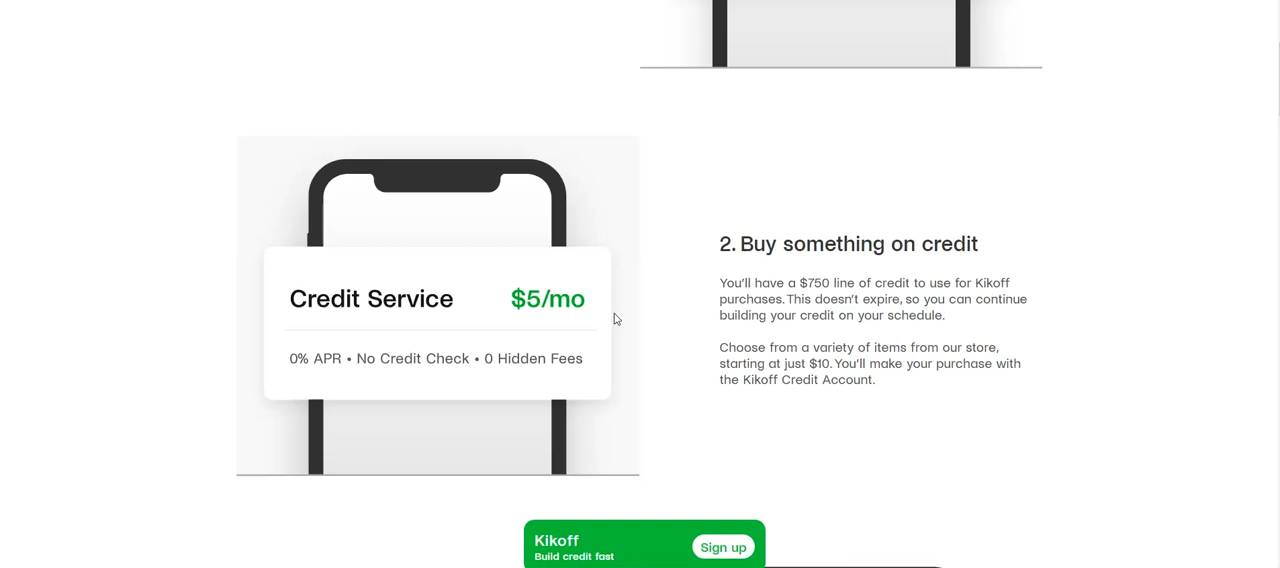 Credit Service $5/mo
0% APR • No Credit Check • 0 Hidden Fees
2. Buy something on credit
You'll have a $750 line of credit to use for Kikoff
purchases. This doesn't expire, so you can continue
building your credit on your schedule.
Choose from a variety of items from our store,
starting at just $10. You'll make your purchase with
the Kikoff Credit Account.
Kikoff
Build credit fast
Sign up